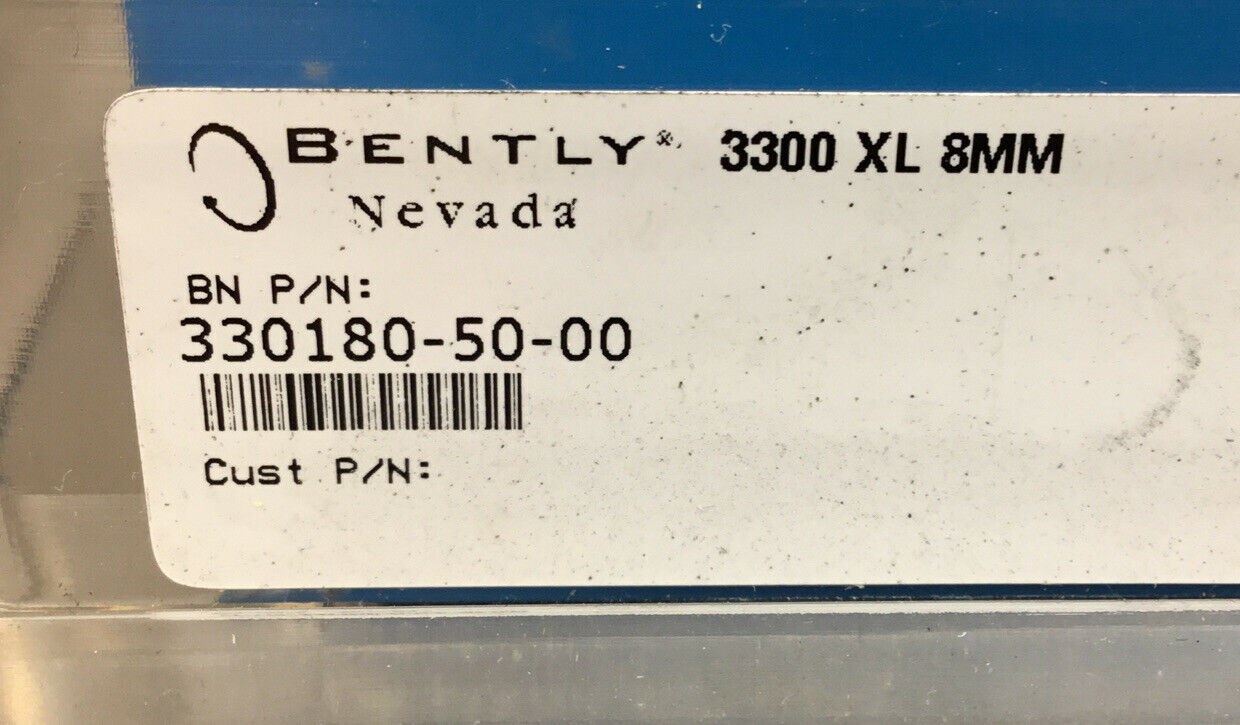 BENTLY® 3300 XL 8MM
Nevada
BN P/N:
330180-50-00
Cust P/N: